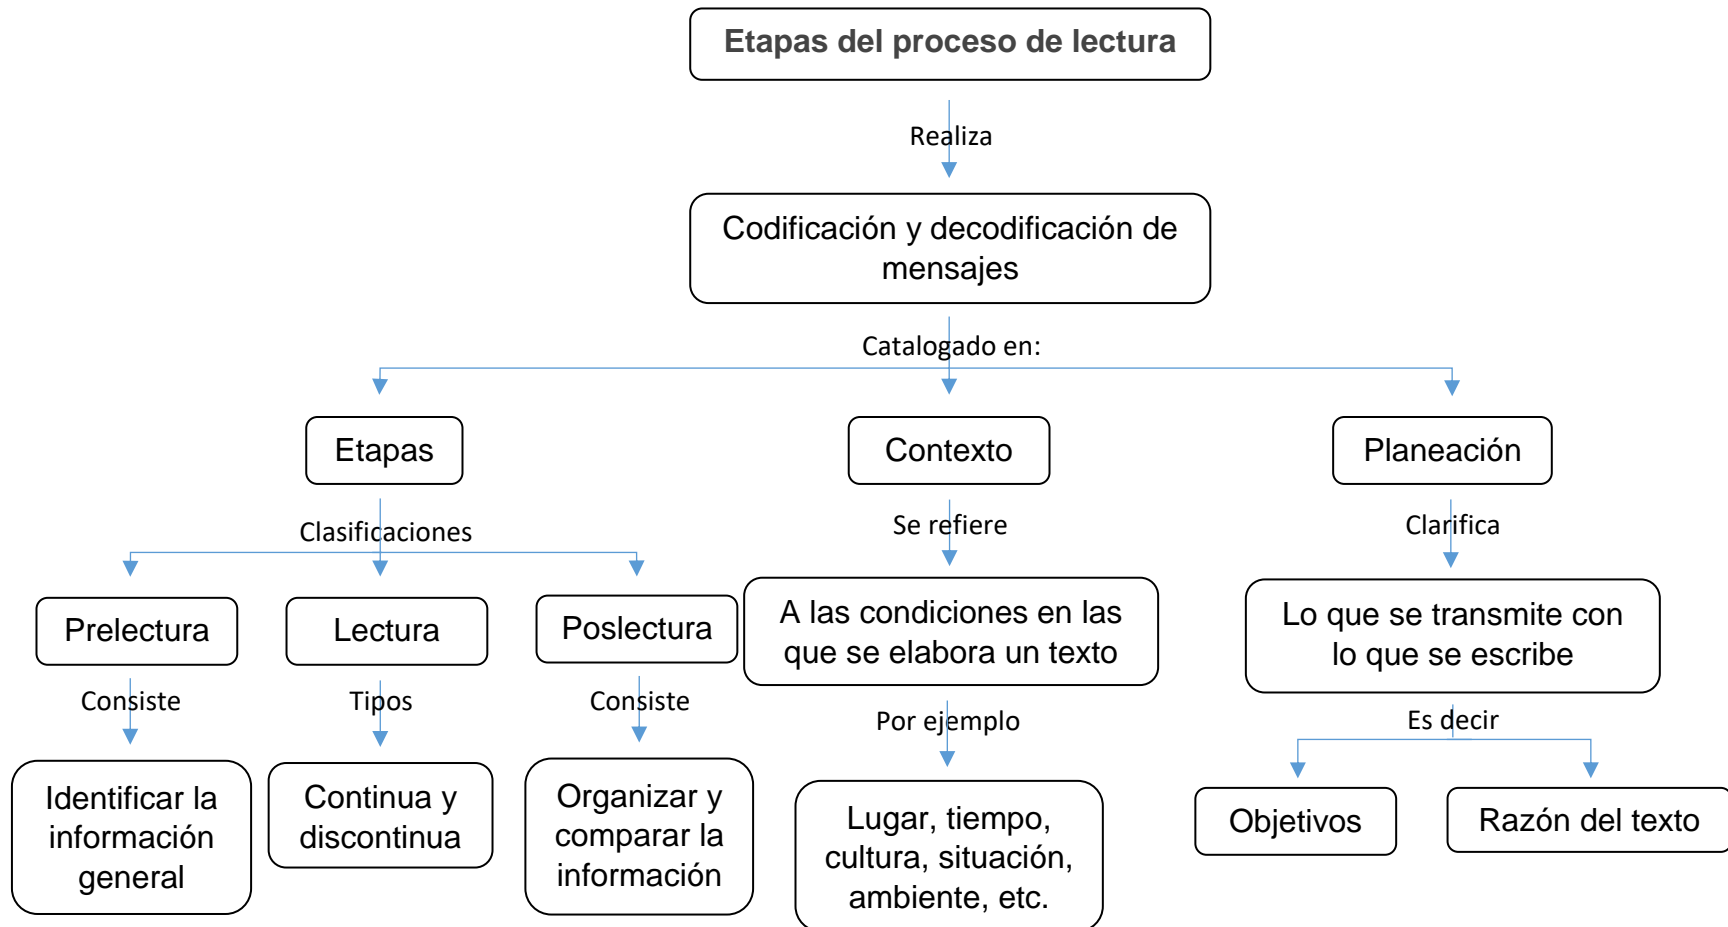 Etapas del proceso de lectura
Realiza
Codificación y decodificación de
mensajes
Catalogado en:
Etapas
Contexto
Planeación
Clasificaciones
Se refiere
Clarifica
Prelectura
Lectura
Poslectura
A las condiciones en las
que se elabora un texto
Lo que se transmite con
lo que se escribe
Consiste
Tipos
Consiste
Por ejemplo
Es decir
Identificar la
información
general
Continua y
discontinua
Organizar y
comparar la
información
Lugar, tiempo,
cultura, situación,
ambiente, etc.
Objetivos
Razón del texto